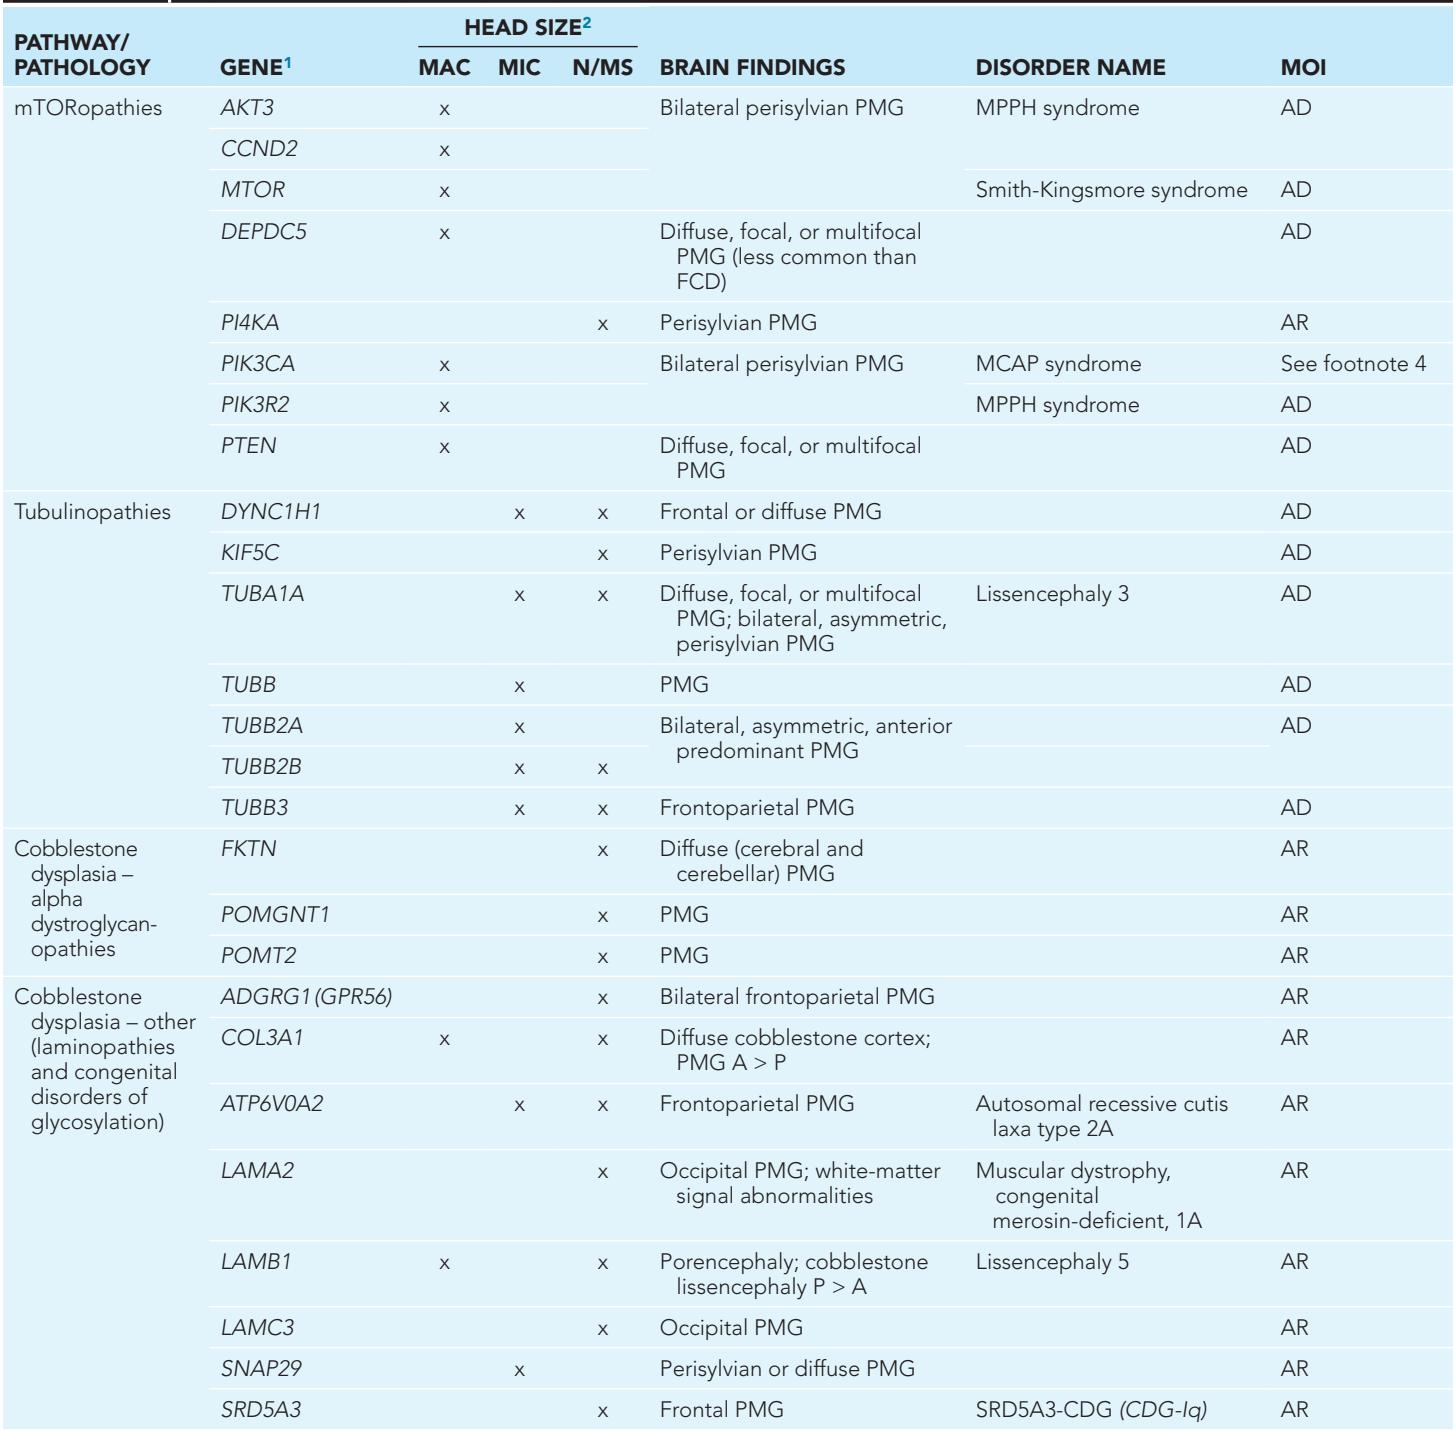 HEAD SIZE2
PATHWAY/
PATHOLOGY GENE1 MAC MIC N/MS BRAIN FINDINGS DISORDER NAME MOI
mTORopathies AKT3 x Bilateral perisylvian PMG MPPH syndrome AD
CCND2 x
MTOR x Smith-Kingsmore syndrome AD
DEPDC5 x Diffuse, focal, or multifocal AD
PMG (less common than
FCD)
PI4KA x Perisylvian PMG AR
PIK3CA x Bilateral perisylvian PMG MCAP syndrome See footnote 4
PIK3R2 x MPPH syndrome AD
PTEN x Diffuse, focal, or multifocal AD
PMG
Tubulinopathies DYNC1H1 x x Frontal or diffuse PMG AD
KIF5C x Perisylvian PMG AD
TUBA1A x x Diffuse, focal, or multifocal Lissencephaly 3 AD
PMG; bilateral, asymmetric,
perisylvian PMG
TUBB x PMG AD
TUBB2A x Bilateral, asymmetric, anterior AD
predominant PMG
TUBB2B x x
TUBB3 x x Frontoparietal PMG AD
Cobblestone FKTN x Diffuse (cerebral and AR
dysplasia – cerebellar) PMG
alpha
dystroglycan- POMGNT1 x PMG AR
opathies POMT2 x PMG AR
Cobblestone ADGRG1 (GPR56) x Bilateral frontoparietal PMG AR
dysplasia – other
(laminopathies COL3A1 x x Diffuse cobblestone cortex; AR
and congenital PMG A > P
disorders of ATP6V0A2 x x Frontoparietal PMG Autosomal recessive cutis AR
glycosylation) laxa type 2A
LAMA2 x Occipital PMG; white-matter Muscular dystrophy, AR
signal abnormalities congenital
merosin-deficient, 1A
LAMB1 x x Porencephaly; cobblestone Lissencephaly 5 AR
lissencephaly P > A
LAMC3 x Occipital PMG AR
SNAP29 x Perisylvian or diffuse PMG AR
SRD5A3 x Frontal PMG SRD5A3-CDG (CDG-Iq) AR